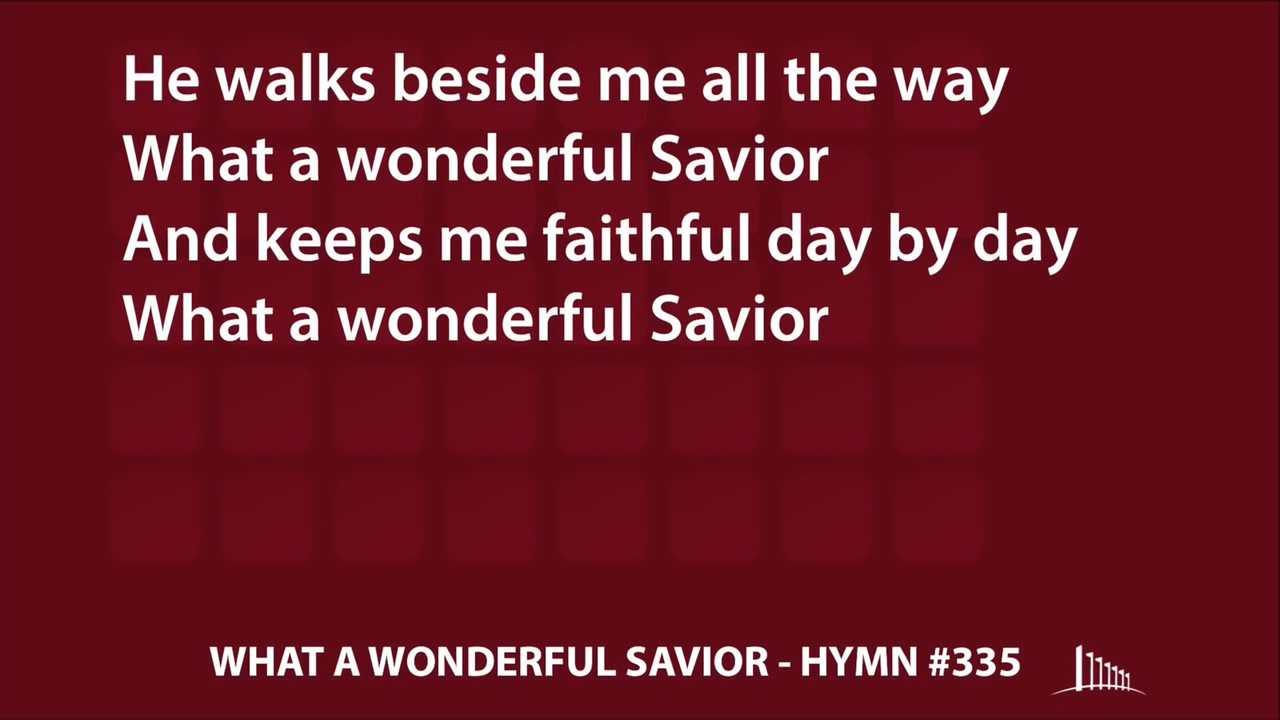 He walks beside me all the way
What a wonderful Savior
And keeps me faithful day by day
What a wonderful Savior
WHAT A WONDERFUL SAVIOR - HYMN #335